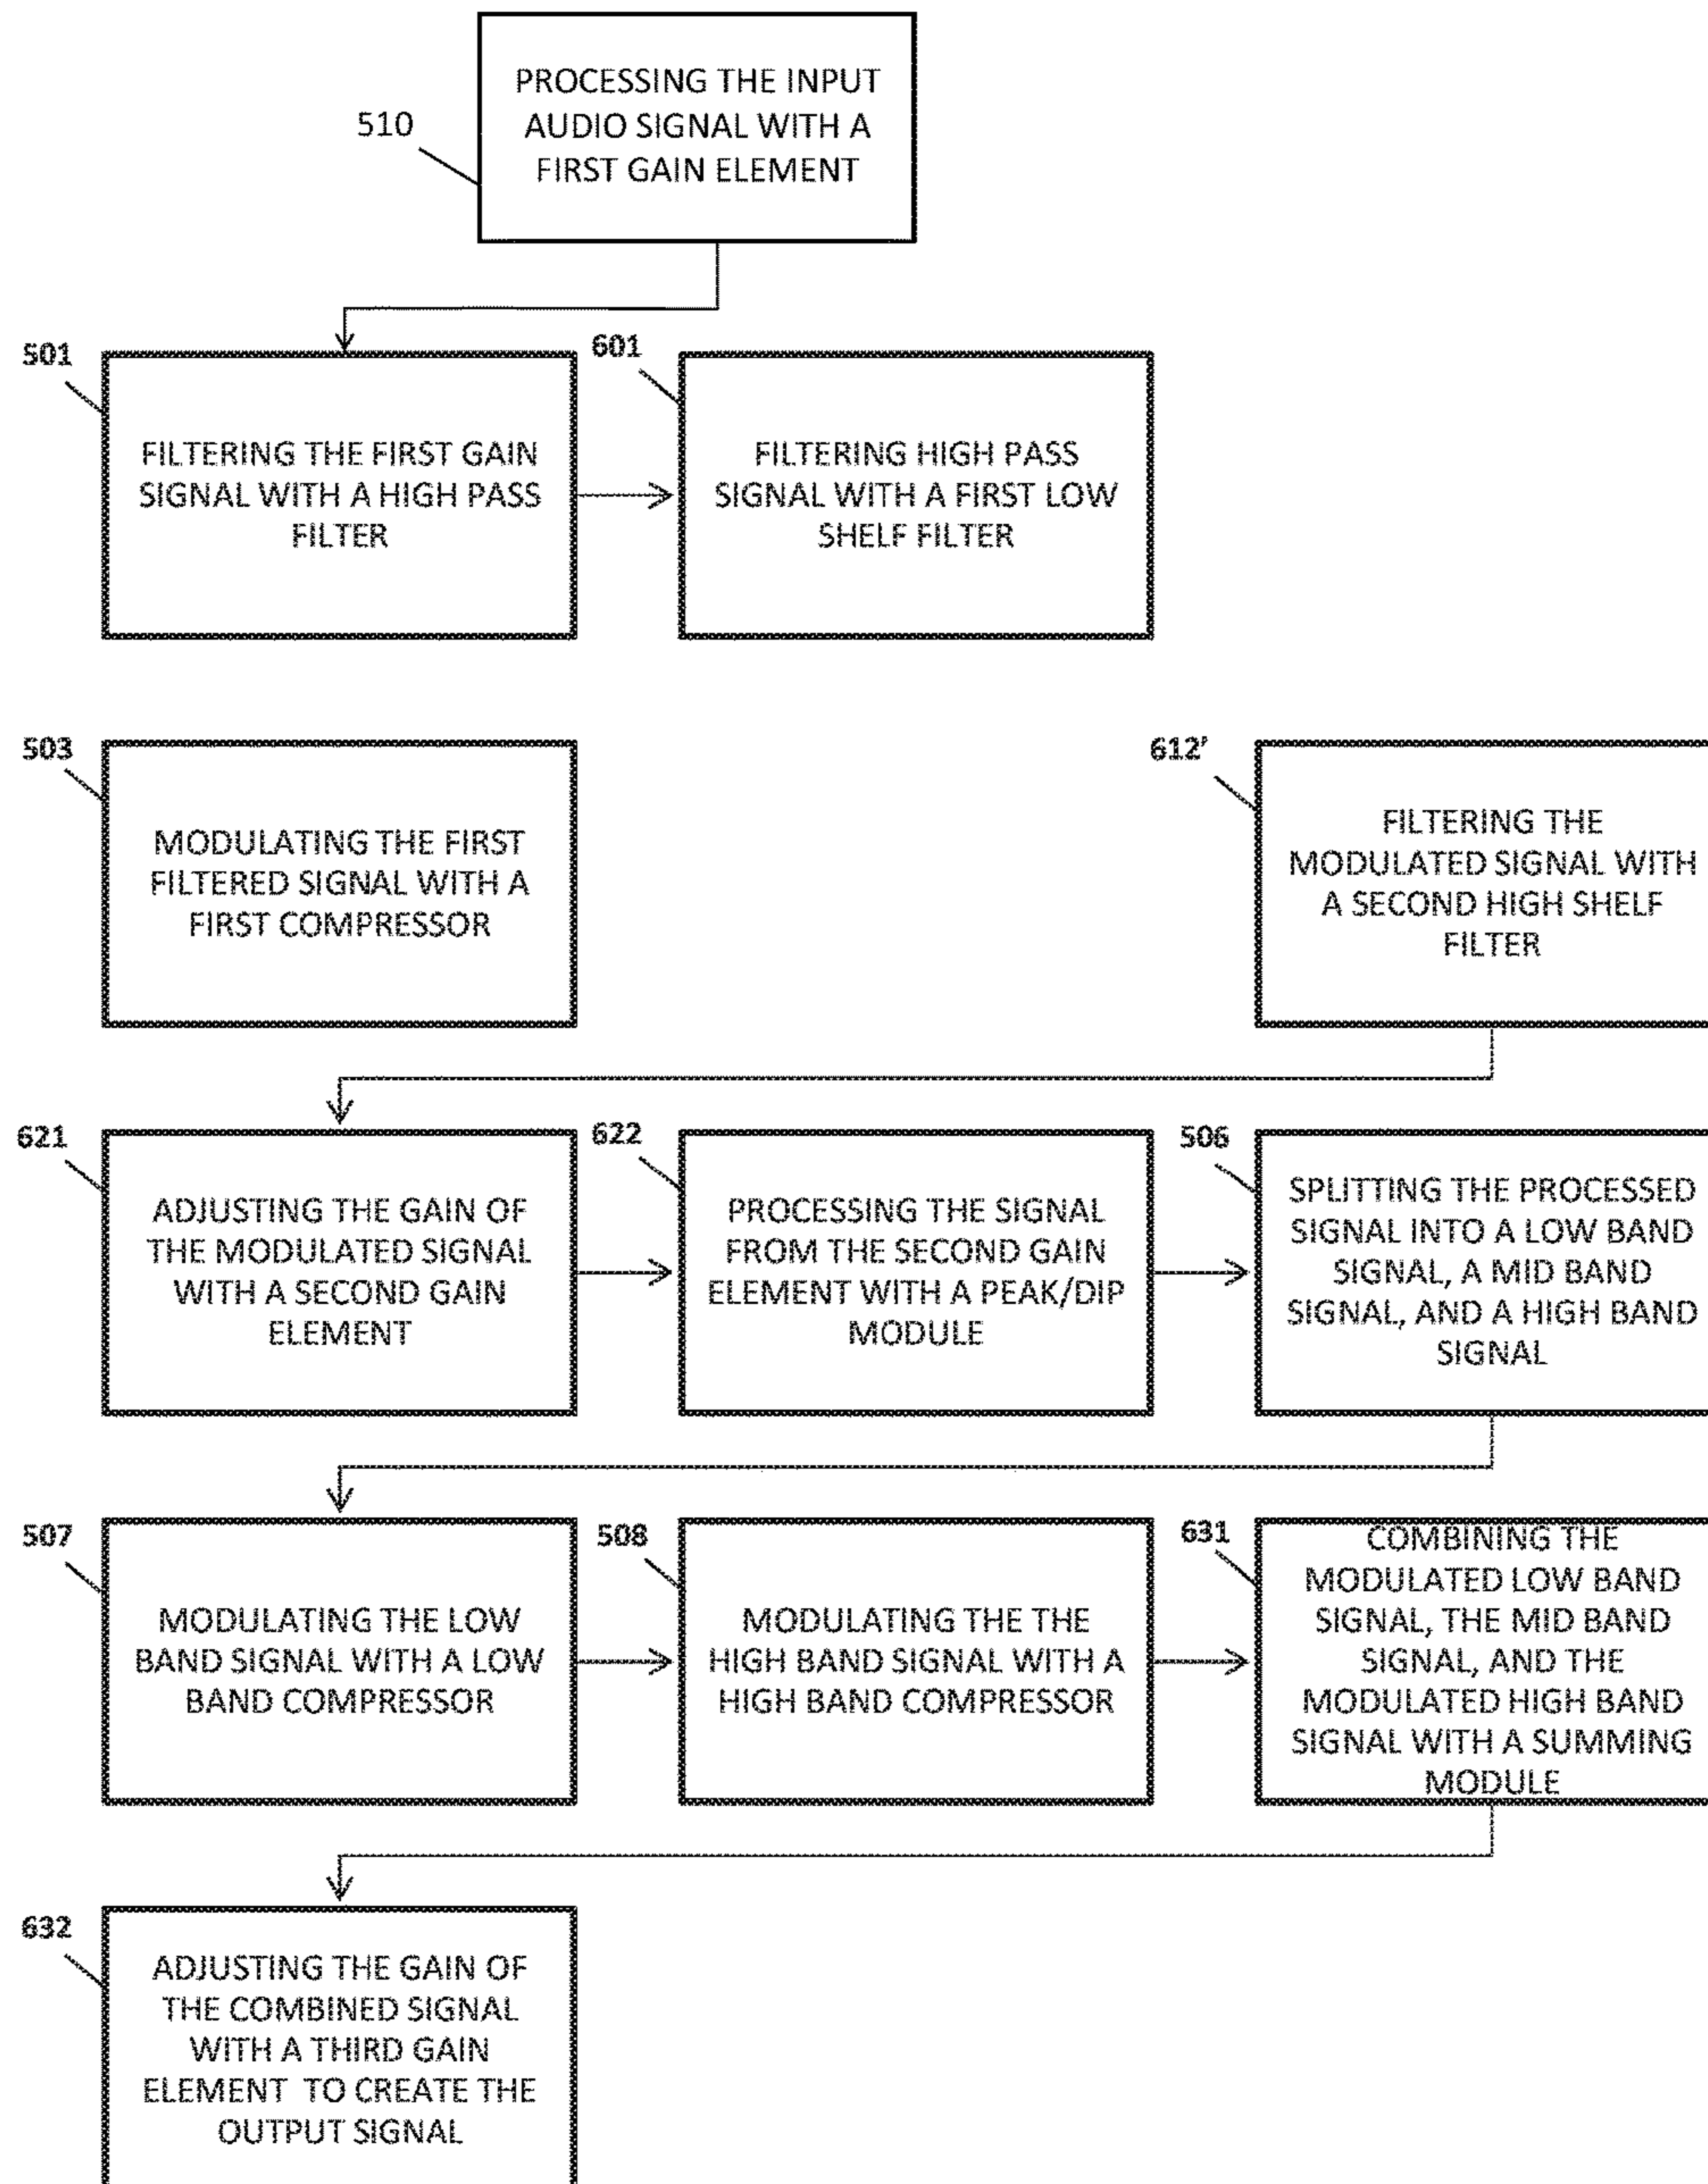 510
PROCESSING THE INPUT
AUDIO SIGNAL WITH A
FIRST GAIN ELEMENT
501
FILTERING THE FIRST GAIN
SIGNAL WITH A HIGH PASS
FILTER
601
FILTERING HIGH PASS
SIGNAL WITH A FIRST LOW
SHELF FILTER
503
MODULATING THE FIRST
FILTERED SIGNAL WITH A
FIRST COMPRESSOR
612'
FILTERING THE
MODULATED SIGNAL WITH
A SECOND HIGH SHELF
FILTER
621
ADJUSTING THE GAIN OF
THE MODULATED SIGNAL
WITH A SECOND GAIN
ELEMENT
622
PROCESSING THE SIGNAL
FROM THE SECOND GAIN
ELEMENT WITH A PEAK/DIP
MODULE
506
SPLITTING THE PROCESSED
SIGNAL INTO A LOW BAND
SIGNAL, A MID BAND
SIGNAL, AND A HIGH BAND
SIGNAL
507
MODULATING THE LOW
BAND SIGNAL WITH A LOW
BAND COMPRESSOR
508
MODULATING THE THE
HIGH BAND SIGNAL WITH A
HIGH BAND COMPRESSOR
631
COMBINING THE
MODULATED LOW BAND
SIGNAL, THE MID BAND
SIGNAL, AND THE
MODULATED HIGH BAND
SIGNAL WITH A SUMMING
MODULE
632
ADJUSTING THE GAIN OF
THE COMBINED SIGNAL
WITH A THIRD GAIN
ELEMENT TO CREATE THE
OUTPUT SIGNAL